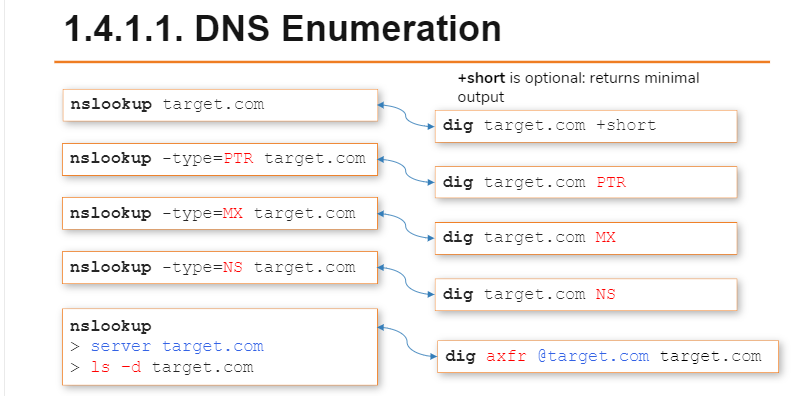 1.4.1.1. DNS Enumeration
+short is optional: returns minimal
output
nslookup target.com
dig target.com +short
nslookup -type=PTR target.com
dig target.com PTR
nslookup -type=MX target.com
dig target.com MX
nslookup -type=NS target.com
dig target.com NS
nslookup
> server target.com
> ls -d target.com
dig axfr @target.com target.com